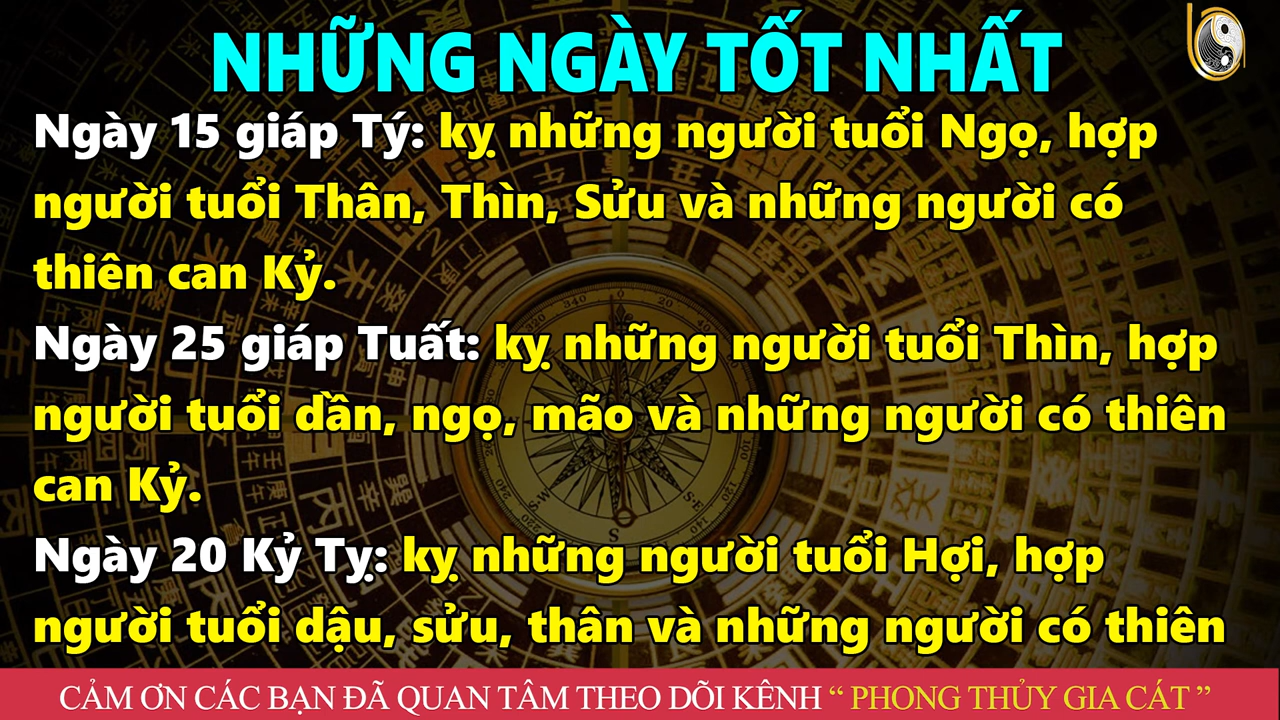 NHỮNG NGÀY TỐT NHẤT
Ngày 15 giáp Tý: kỵ những người tuổi Ngọ, hợp
người tuổi Thân, Thìn, Sửu và những người có
thiên can Kỷ.
Ngày 25 giáp Tuất: kỵ những người tuổi Thìn, hợp
người tuổi dần, ngọ, mão và những người có thiên
can Kỷ.
Ngày 20 Kỷ Tỵ: kỵ những người tuổi Hợi, hợp
người tuổi dậu, sửu, thân và những người có thiên
CẢM ƠN CÁC BẠN ĐÃ QUAN TÂM THEO DÕI KÊNH “ PHONG THỦY GIA CÁT ”